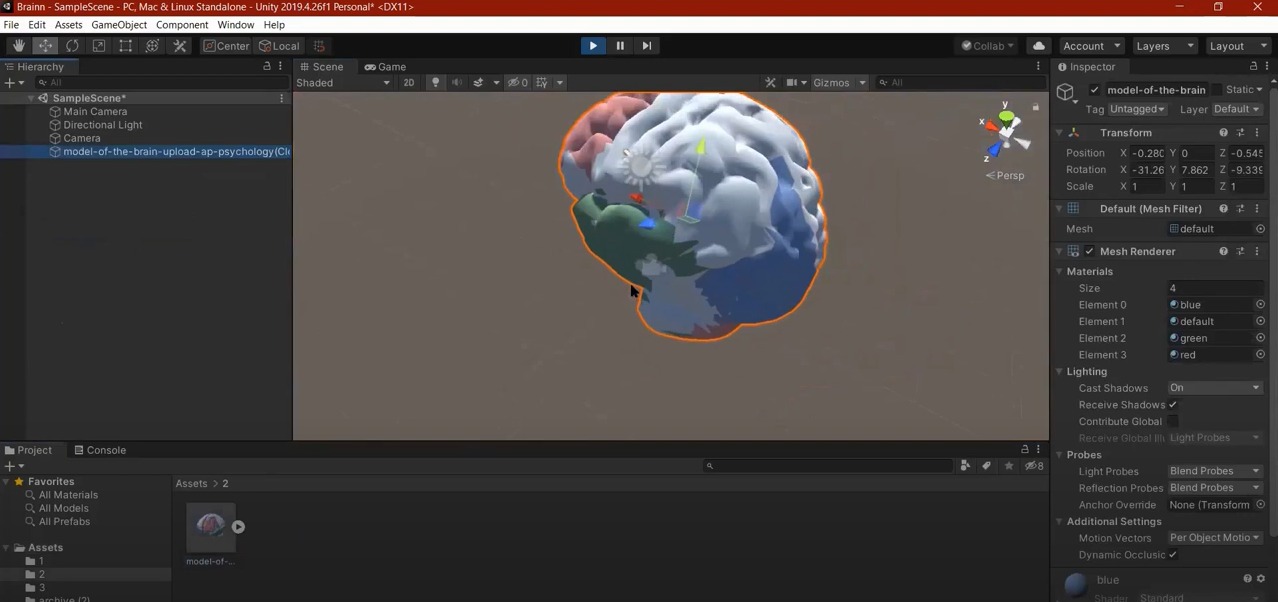 Brainn - SampleScene - PC, Mac & Linux Standalone - Unity 2019.4.26f1 Personal* <DX11>
File Edit Assets GameObject Component Window Help
Center Local Collab Account Layers Layout
Hierarchy
All
SampleScene*
Main Camera
Directional Light
Camera
model-of-the-brain-upload-ap-psychology(Cl
Scene Game
Shaded 2D 0 Gizmos All
y
x
z
Persp
Inspector
model-of-the-brain Static
Tag Untagged Layer Default
Transform
Position X -0.280 Y 0 Z -0.545
Rotation X -31.26 Y 7.862 Z -9.339
Scale X 1 Y 1 Z 1
Default (Mesh Filter)
Mesh default
Mesh Renderer
Materials
Size 4
Element 0 blue
Element 1 default
Element 2 green
Element 3 red
Lighting
Cast Shadows On
Receive Shadows
Contribute Global
Receive Global Illu Light Probes
Probes
Light Probes Blend Probes
Reflection Probes Blend Probes
Anchor Override None (Transform
Additional Settings
Motion Vectors Per Object Motio
Dynamic Occlusic
blue
Shader Standard
Project Console
8
Favorites
All Materials
All Models
All Prefabs
Assets
1
2
3
archive (2)
Assets > 2
model-of-...